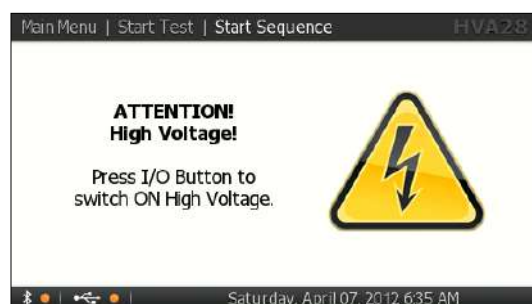 Main Menu | Start Test | Start Sequence HVA28
ATTENTION!
High Voltage!
Press I/O Button to
switch ON High Voltage.
Saturday, April 07, 2012 6:35 AM